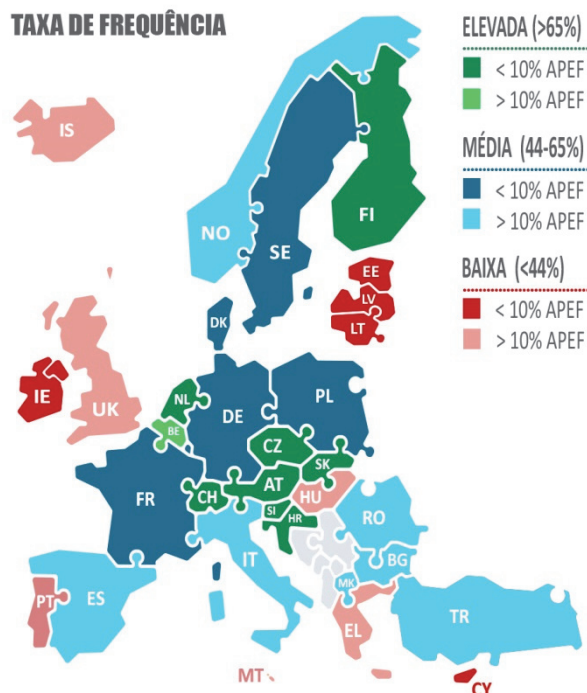 TAXA DE FREQUÊNCIA
ELEVADA (>65%)
< 10% APEF
> 10% APEF
MÉDIA (44-65%)
< 10% APEF
> 10% APEF
BAIXA (<44%)
< 10% APEF
> 10% APEF
IS
NO
SE
FI
EE
LV
LT
DK
IE
UK
NL
BE
DE
PL
CZ
SK
FR
CH
AT
HU
SI
HR
RO
IT
BG
MK
PT
ES
TR
EL
MT
CY